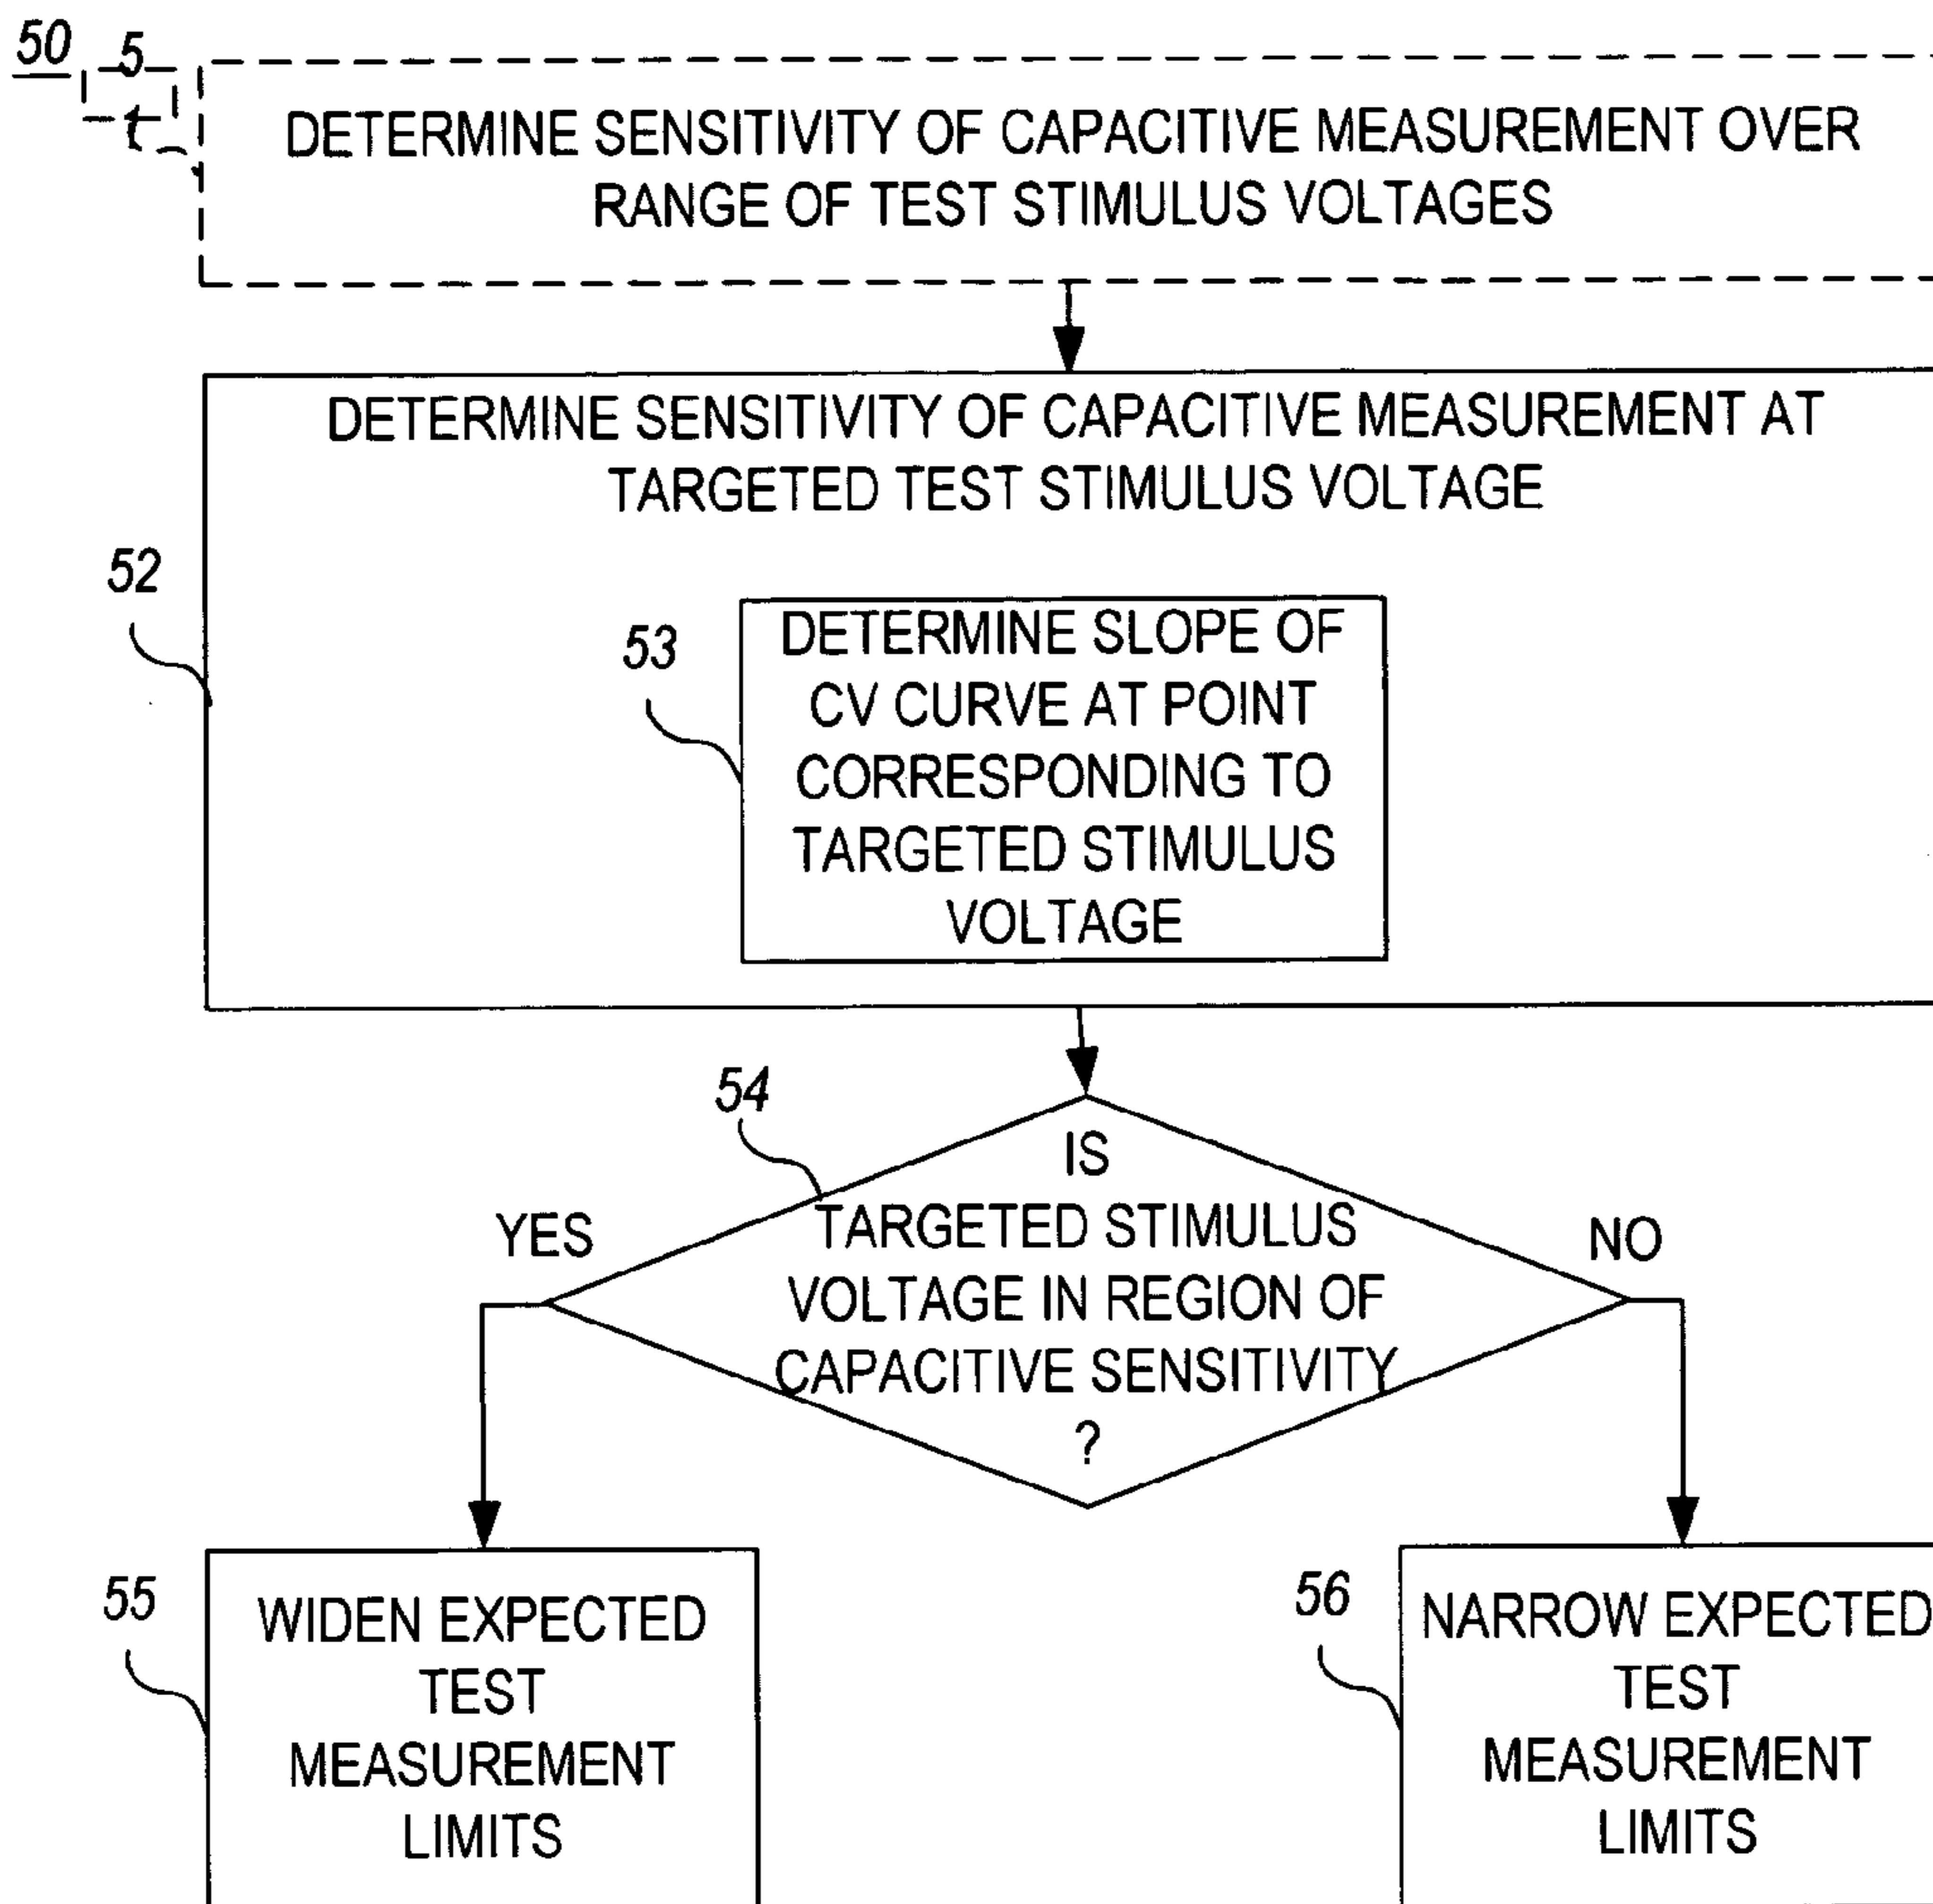 50
5
1
DETERMINE SENSITIVITY OF CAPACITIVE MEASUREMENT OVER
RANGE OF TEST STIMULUS VOLTAGES
DETERMINE SENSITIVITY OF CAPACITIVE MEASUREMENT AT
TARGETED TEST STIMULUS VOLTAGE
52
53
DETERMINE SLOPE OF
CV CURVE AT POINT
CORRESPONDING TO
TARGETED STIMULUS
VOLTAGE
54
IS
TARGETED STIMULUS
VOLTAGE IN REGION OF
CAPACITIVE SENSITIVITY
?
YES
NO
55
WIDEN EXPECTED
TEST
MEASUREMENT
LIMITS
56
NARROW EXPECTED
TEST
MEASUREMENT
LIMITS